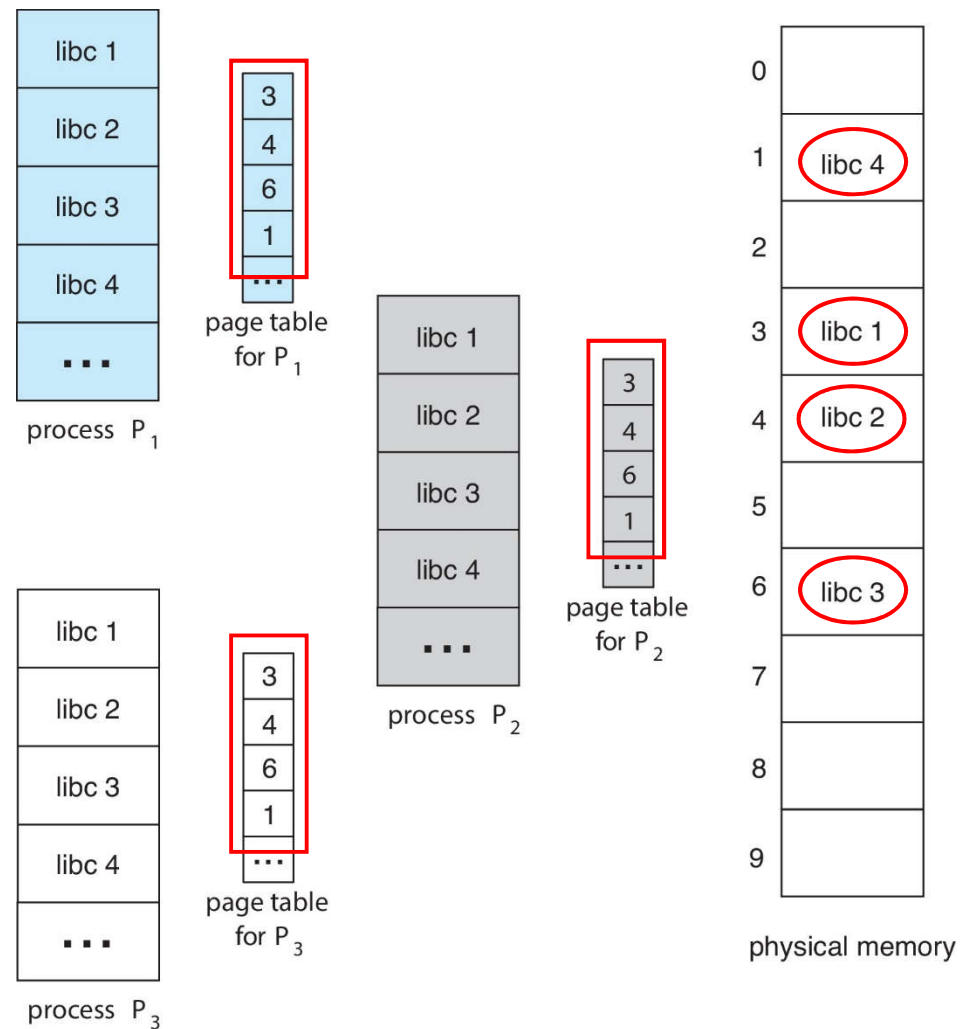 libc 1
libc 2
libc 3
libc 4
...
process P1
3
4
6
1
...
page table
for P1
libc 1
libc 2
libc 3
libc 4
...
process P2
3
4
6
1
...
page table
for P2
libc 1
libc 2
libc 3
libc 4
...
process P3
3
4
6
1
...
page table
for P3
0
1 libc 4
2
3 libc 1
4 libc 2
5
6 libc 3
7
8
9
physical memory